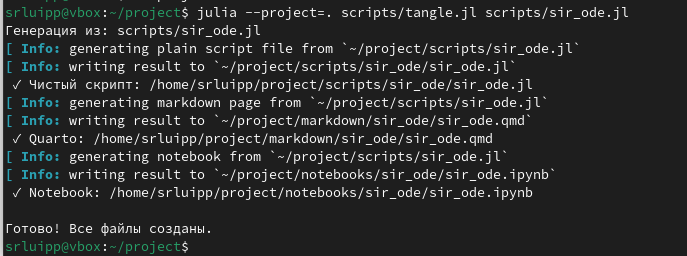 srluipp@vbox:~/project$ julia --project=. scripts/tangle.jl scripts/sir_ode.jl
Генерация из: scripts/sir_ode.jl
[ Info: generating plain script file from `~/project/scripts/sir_ode.jl`
[ Info: writing result to `~/project/scripts/sir_ode.jl`
✓ Чистый скрипт: /home/srluipp/project/scripts/sir_ode.jl
[ Info: generating markdown page from `~/project/scripts/sir_ode.jl`
[ Info: writing result to `~/project/markdown/sir_ode/sir_ode.qmd`
✓ Quarto: /home/srluipp/project/markdown/sir_ode/sir_ode.qmd
[ Info: generating notebook from `~/project/scripts/sir_ode.jl`
[ Info: writing result to `~/project/notebooks/sir_ode/sir_ode.ipynb`
✓ Notebook: /home/srluipp/project/notebooks/sir_ode/sir_ode.ipynb
Готово! Все файлы созданы.
srluipp@vbox:~/project$